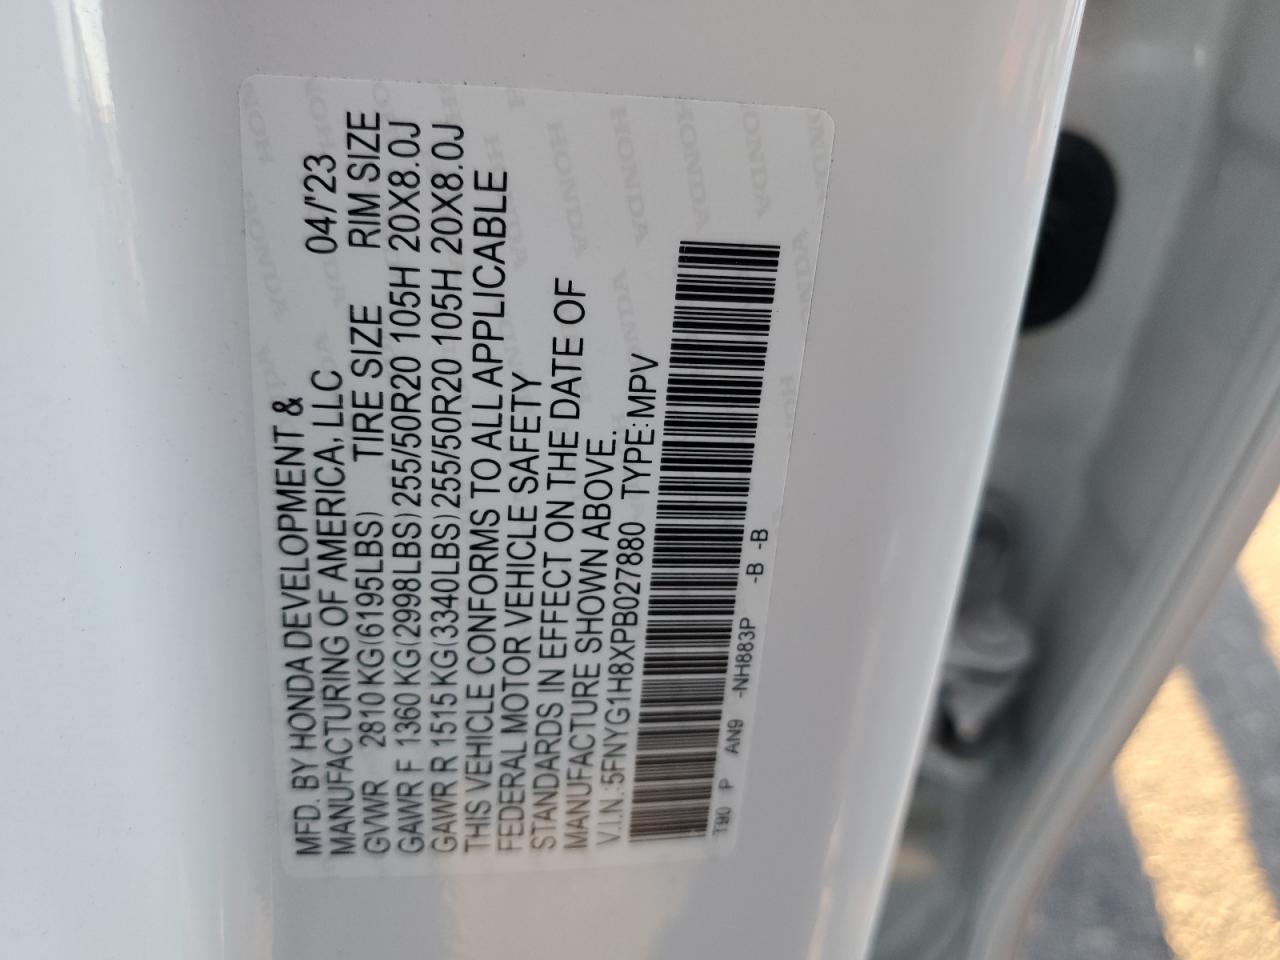 MFD. BY HONDA DEVELOPMENT &
MANUFACTURING OF AMERICA, LLC 04/'23
GVWR 2810 KG(6195LBS) TIRE SIZE RIM SIZE
GAWR F 1360 KG(2998LBS) 255/50R20 105H 20X8.0J
GAWR R 1515 KG(3340LBS) 255/50R20 105H 20X8.0J
THIS VEHICLE CONFORMS TO ALL APPLICABLE
FEDERAL MOTOR VEHICLE SAFETY
STANDARDS IN EFFECT ON THE DATE OF
MANUFACTURE SHOWN ABOVE.
V.I.N.:5FNYG1H8XPB027880 TYPE:MPV
T90 P AN9 -NH883P -B -B